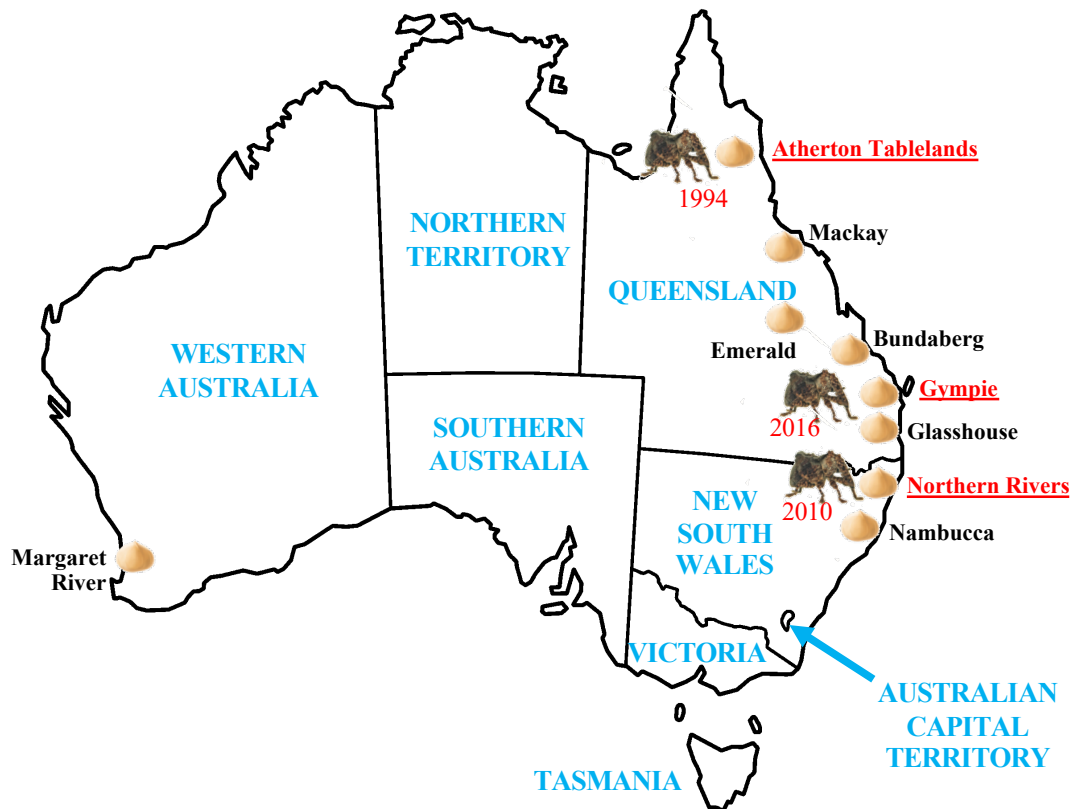 Atherton Tablelands
1994
NORTHERN
TERRITORY
Mackay
QUEENSLAND
Bundaberg
Emerald
WESTERN
AUSTRALIA
Gympie
2016
SOUTHERN
AUSTRALIA
Glasshouse
Northern Rivers
2010
NEW
SOUTH
WALES
Nambucca
Margaret
River
VICTORIA
AUSTRALIAN
CAPITAL
TERRITORY
TASMANIA